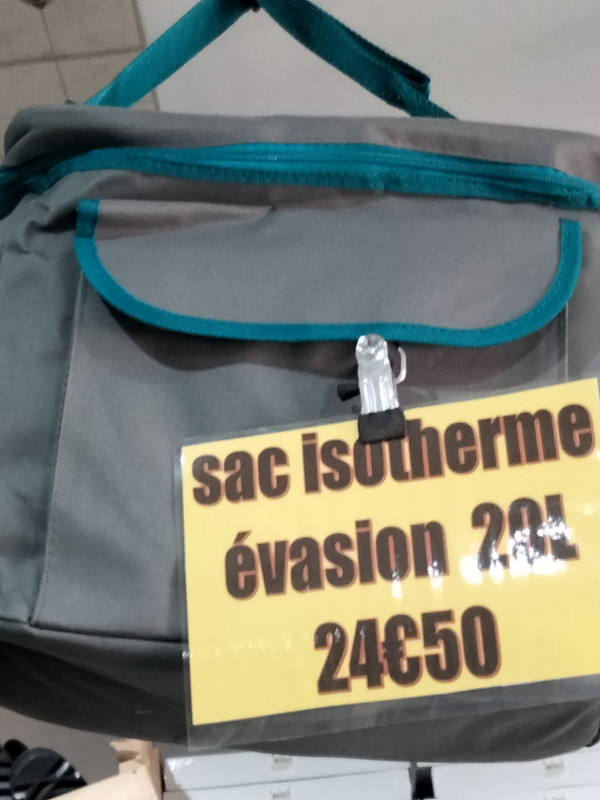 sac isotherme
évasion 20L
24€50